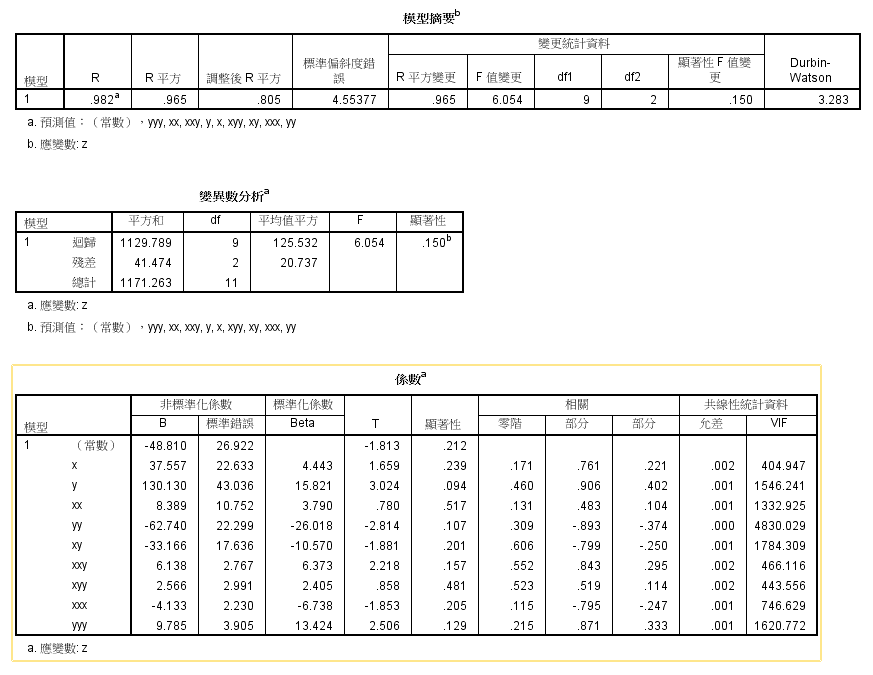 模型摘要b
變更統計資料
模型 R R 平方 調整後 R 平方 標準偏斜度錯誤 R 平方變更 F 值變更 df1 df2 顯著性 F 值變更 Durbin-Watson
1 .982a .965 .805 4.55377 .965 6.054 9 2 .150 3.283
a. 預測值：（常數），yyy, xx, xxy, y, x, xyy, xy, xxx, yy
b. 應變數: z
變異數分析a
模型 平方和 df 平均值平方 F 顯著性
1 迴歸 1129.789 9 125.532 6.054 .150b
殘差 41.474 2 20.737
總計 1171.263 11
a. 應變數: z
b. 預測值：（常數），yyy, xx, xxy, y, x, xyy, xy, xxx, yy
係數a
非標準化係數 標準化係數 相關 共線性統計資料
模型 B 標準錯誤 Beta T 顯著性 零階 部分 部分 允差 VIF
1 （常數） -48.810 26.922 -1.813 .212
x 37.557 22.633 4.443 1.659 .239 .171 .761 .221 .002 404.947
y 130.130 43.036 15.821 3.024 .094 .460 .906 .402 .001 1546.241
xx 8.389 10.752 3.790 .780 .517 .131 .483 .104 .001 1332.925
yy -62.740 22.299 -26.018 -2.814 .107 .309 -.893 -.374 .000 4830.029
xy -33.166 17.636 -10.570 -1.881 .201 .606 -.799 -.250 .001 1784.309
xxy 6.138 2.767 6.373 2.218 .157 .552 .843 .295 .002 466.116
xyy 2.566 2.991 2.405 .858 .481 .523 .519 .114 .002 443.556
xxx -4.133 2.230 -6.738 -1.853 .205 .115 -.795 -.247 .001 746.629
yyy 9.785 3.905 13.424 2.506 .129 .215 .871 .333 .001 1620.772
a. 應變數: z